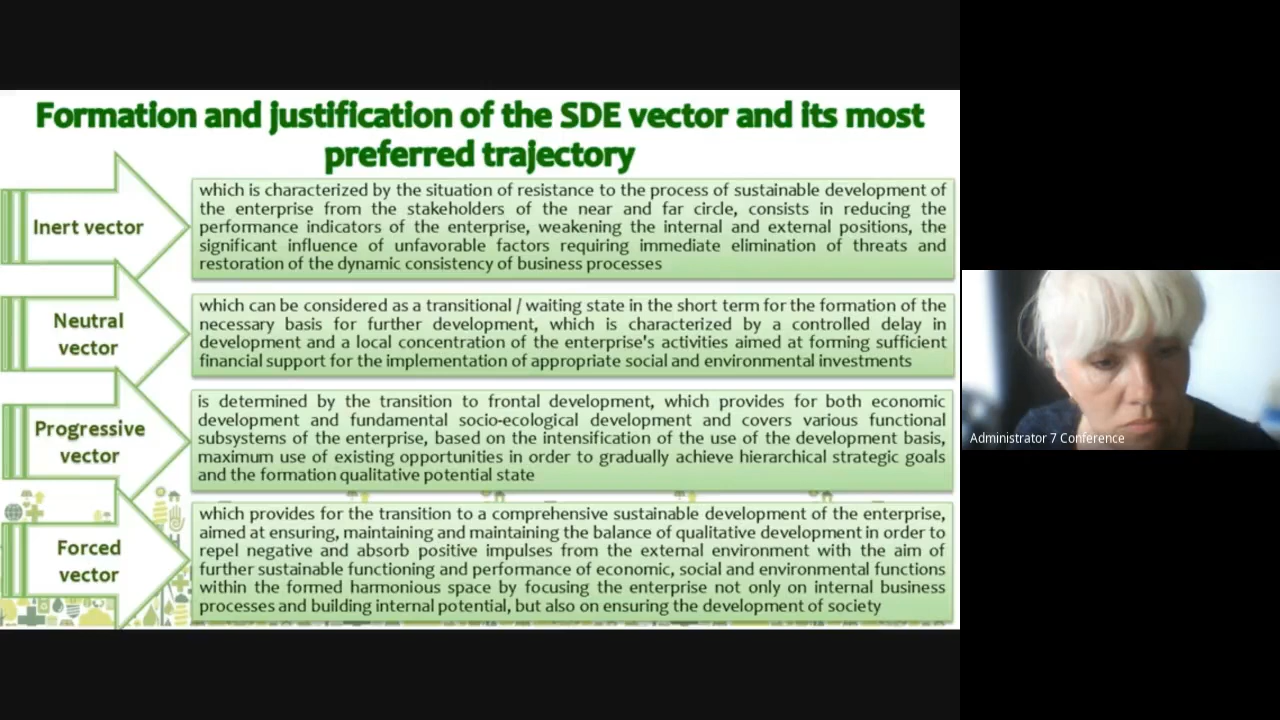 Formation and justification of the SDE vector and its most
preferred trajectory
Inert vector
which is characterized by the situation of resistance to the process of sustainable development of
the enterprise from the stakeholders of the near and far circle, consists in reducing the
performance indicators of the enterprise, weakening the internal and external positions, the
significant influence of unfavorable factors requiring immediate elimination of threats and
restoration of the dynamic consistency of business processes
Neutral
vector
which can be considered as a transitional / waiting state in the short term for the formation of the
necessary basis for further development, which is characterized by a controlled delay in
development and a local concentration of the enterprise's activities aimed at forming sufficient
financial support for the implementation of appropriate social and environmental investments
Progressive
vector
is determined by the transition to frontal development, which provides for both economic
development and fundamental socio-ecological development and covers various functional
subsystems of the enterprise, based on the intensification of the use of the development basis,
maximum use of existing opportunities in order to gradually achieve hierarchical strategic goals
and the formation qualitative potential state
Forced
vector
which provides for the transition to a comprehensive sustainable development of the enterprise,
aimed at ensuring, maintaining and maintaining the balance of qualitative development in order to
repel negative and absorb positive impulses from the external environment with the aim of
further sustainable functioning and performance of economic, social and environmental functions
within the formed harmonious space by focusing the enterprise not only on internal business
processes and building internal potential, but also on ensuring the development of society
Administrator 7 Conference